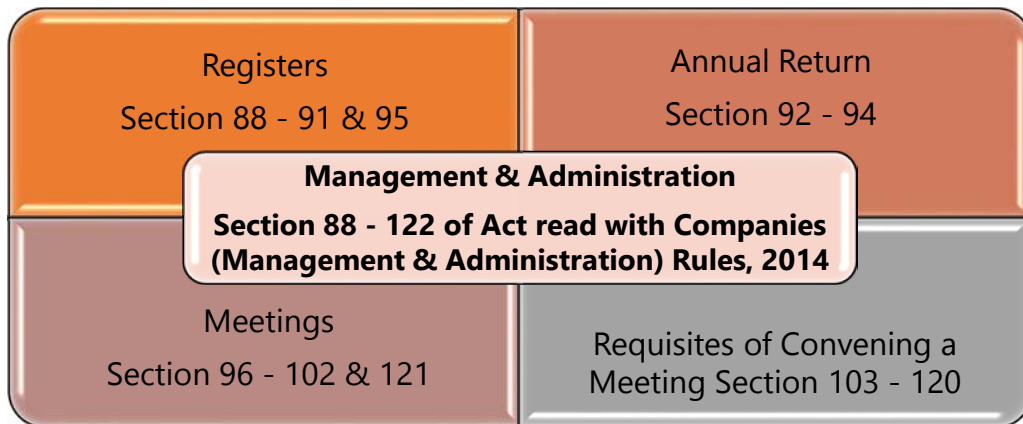 Registers
Section 88 - 91 & 95
Annual Return
Section 92 - 94
Management & Administration
Section 88 - 122 of Act read with Companies
(Management & Administration) Rules, 2014
Meetings
Section 96 - 102 & 121
Requisites of Convening a
Meeting Section 103 - 120